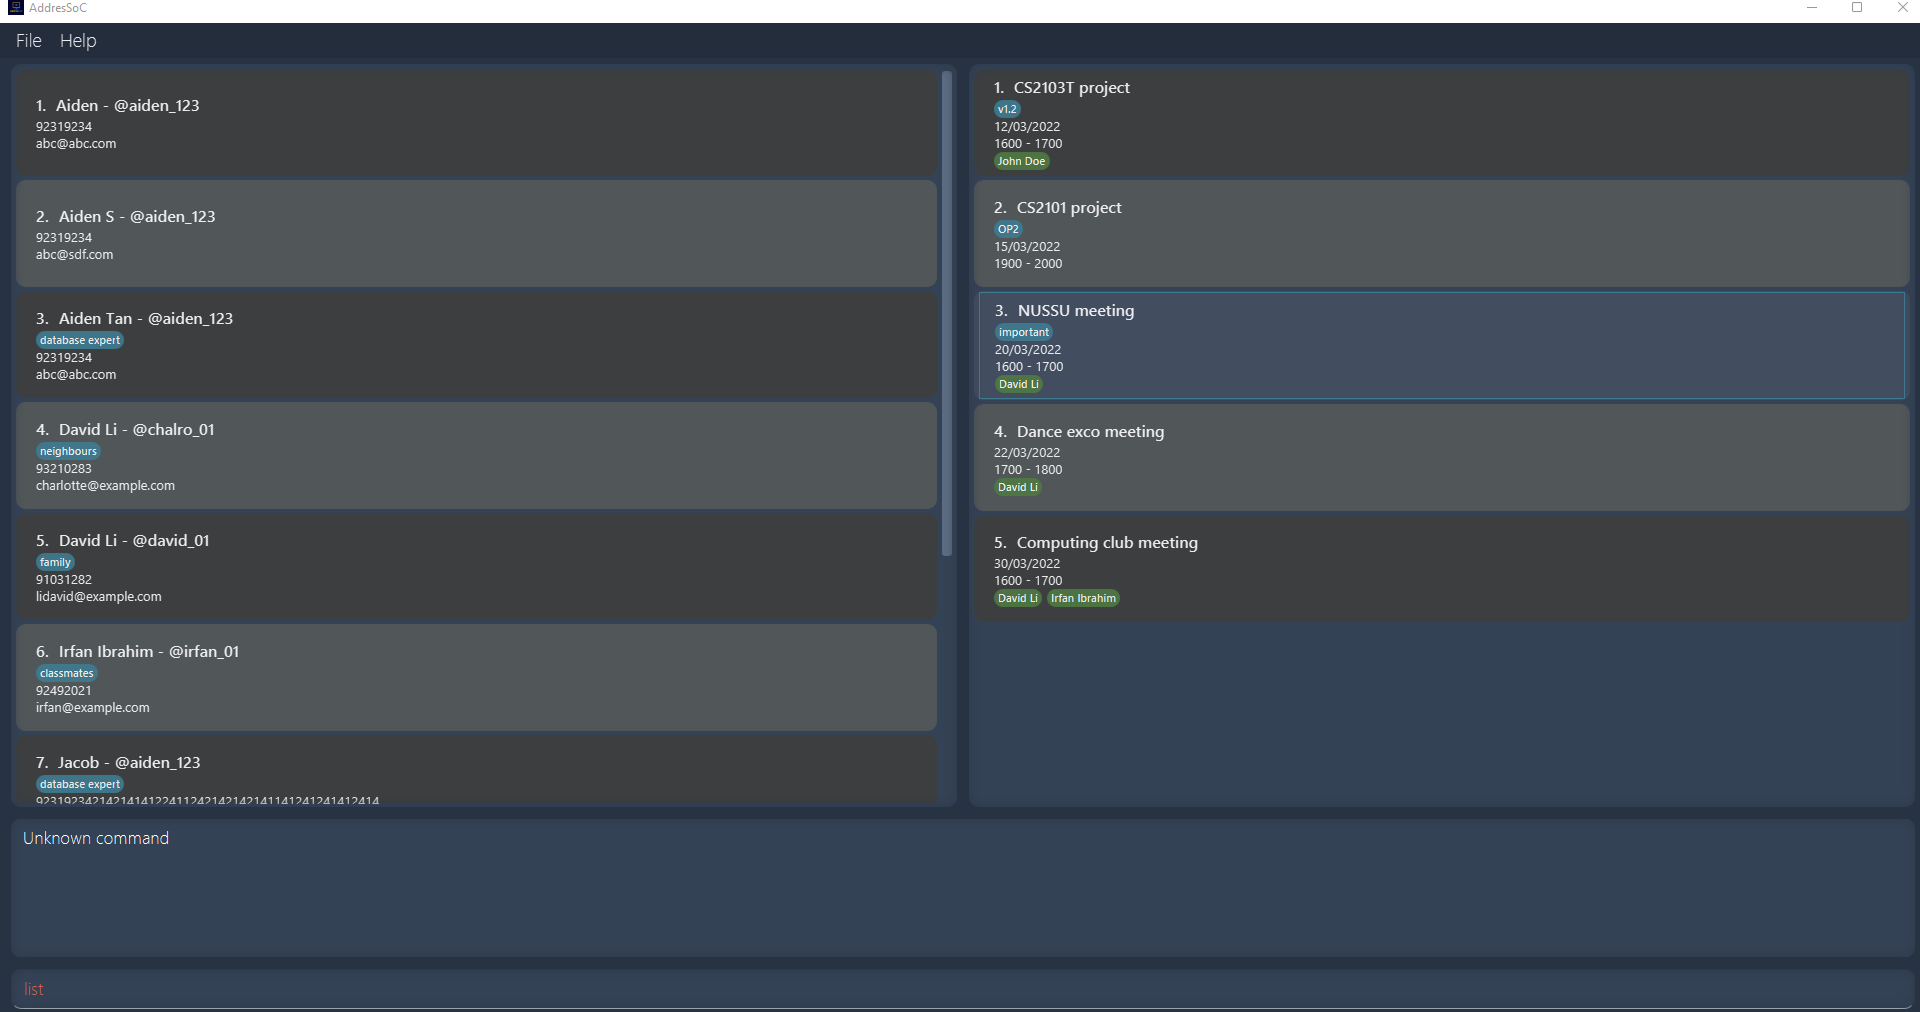 AddresSoC
File Help
1. Aiden - @aiden_123
92319234
abc@abc.com
2. Aiden S - @aiden_123
92319234
abc@sdf.com
3. Aiden Tan - @aiden_123
database expert
92319234
abc@abc.com
4. David Li - @chalro_01
neighbours
93210283
charlotte@example.com
5. David Li - @david_01
family
91031282
lidavid@example.com
6. Irfan Ibrahim - @irfan_01
classmates
92492021
irfan@example.com
7. Jacob - @aiden_123
database expert
1. CS2103T project
v1.2
12/03/2022
1600 - 1700
John Doe
2. CS2101 project
OP2
15/03/2022
1900 - 2000
3. NUSSU meeting
important
20/03/2022
1600 - 1700
David Li
4. Dance exco meeting
22/03/2022
1700 - 1800
David Li
5. Computing club meeting
30/03/2022
1600 - 1700
David Li Irfan Ibrahim
Unknown command
list